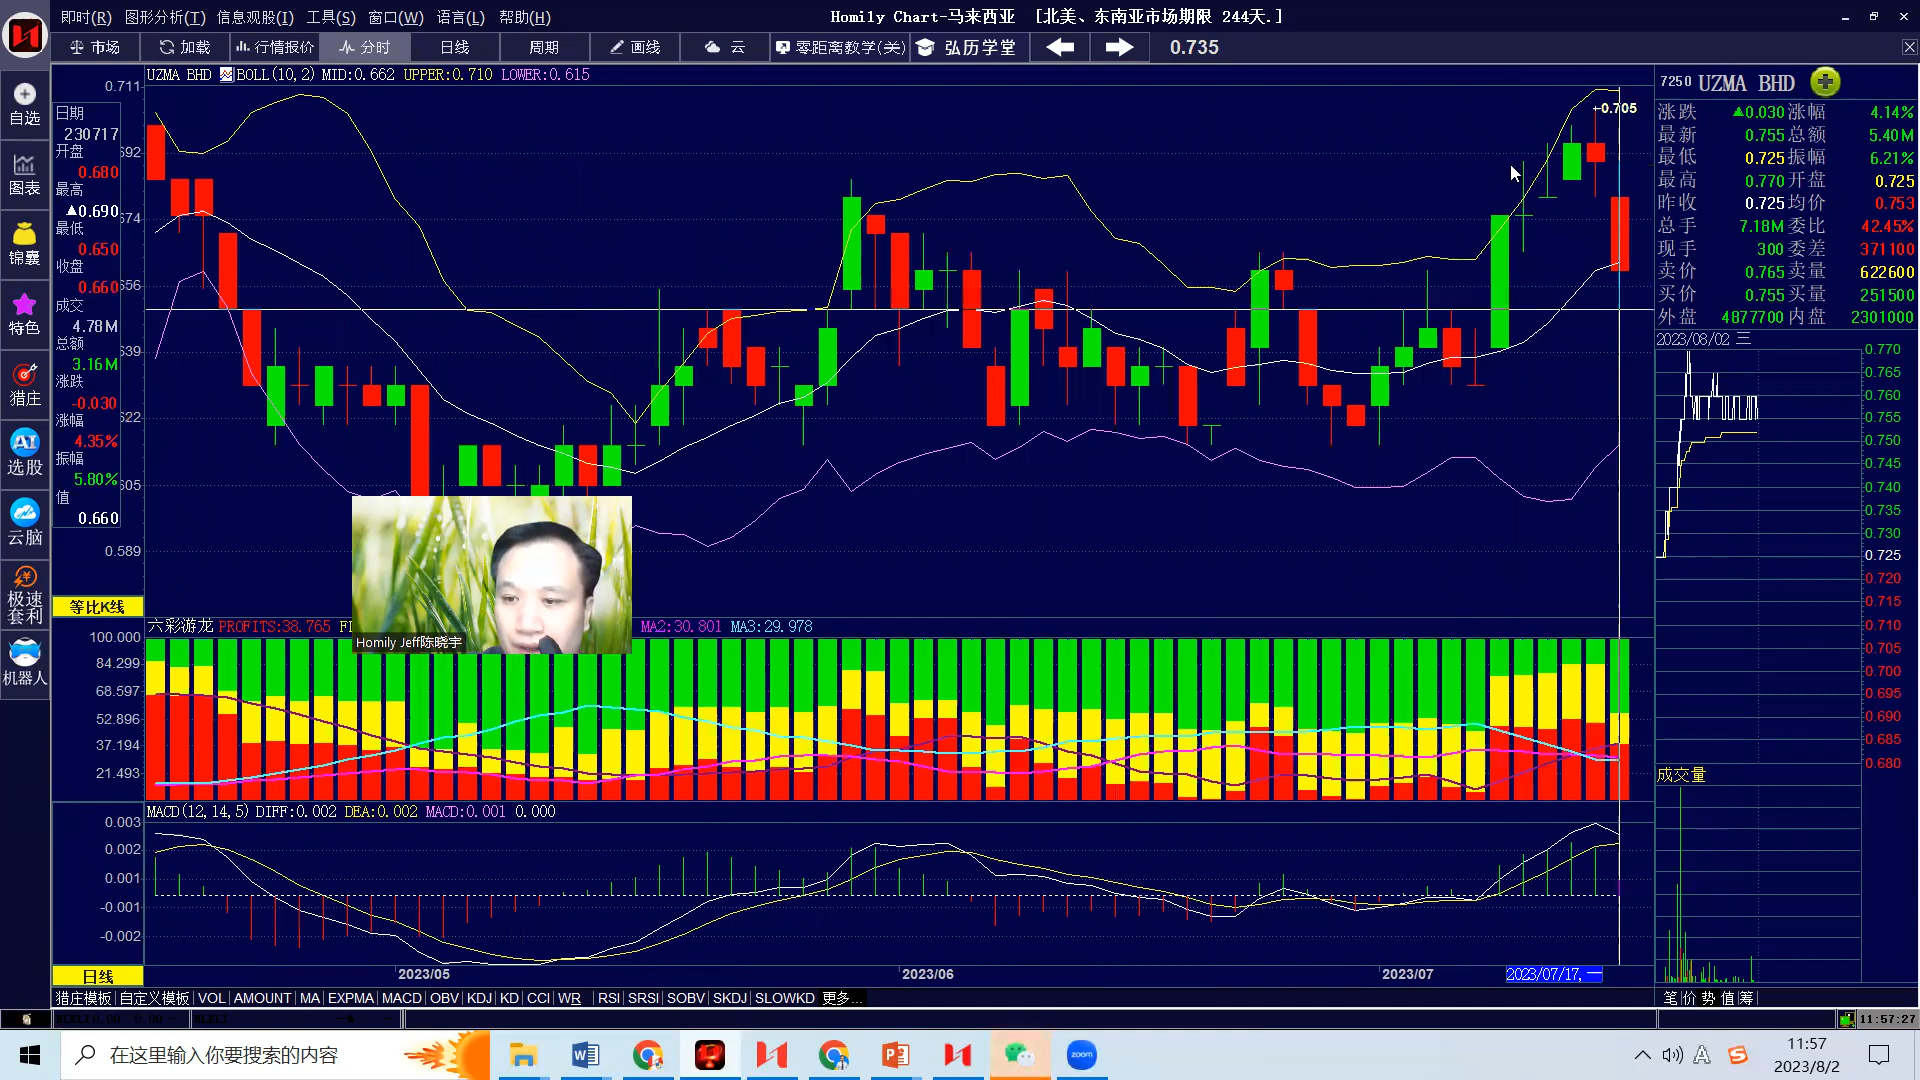 即时(R) 图形分析(T) 信息观股(I) 工具(S) 窗口(W) 语言(L) 帮助(H)
Homily Chart-马来西亚 [北美、东南亚市场期限 244天.]
市场 加载 行情报价 分时 日线 周期 画线 云 零距离教学(关) 弘历学堂 0.735
UZMA BHD BOLL(10,2) MID:0.662 UPPER:0.710 LOWER:0.615
7250 UZMA BHD
自选
图表
锦囊
特色
猎庄
AI
选股
云脑
极速
套利
机器人
日期
230717
开盘
0.680
最高
▲0.690
最低
0.650
收盘
0.660
成交
4.78M
总额
3.16M
涨跌
-0.030
涨幅
4.35%
振幅
5.80%
值
0.660
0.711
0.589
←0.705
等比K线
涨跌 ▲0.030 涨幅 4.14%
最新 0.755 总额 5.40M
最低 0.725 振幅 6.21%
最高 0.770 开盘 0.725
昨收 0.725 均价 0.753
总手 7.18M 委比 42.45%
现手 300 委差 371100
卖价 0.765 卖量 622600
买价 0.755 买量 251500
外盘 4877700 内盘 2301000
2023/08/02 三
0.770
0.765
0.760
0.755
0.750
0.745
0.740
0.735
0.730
0.725
0.720
0.715
0.710
0.705
0.700
0.695
0.690
0.685
0.680
成交量
Homily Jeff陈晓宇
六彩游龙 PROFITS:38.765 MA2:30.801 MA3:29.978
100.000
84.299
68.597
52.896
37.194
21.493
MACD(12,14,5) DIFF:0.002 DEA:0.002 MACD:0.001 0.000
0.003
0.002
0.001
-0.001
-0.002
日线
2023/05
2023/06
2023/07
2023/07/17,一
猎庄模板 自定义模板 VOL AMOUNT MA EXPMA MACD OBV KDJ KD CCI WR RSI SRSI SOBV SKDJ SLOWKD 更多...
笔 价 势 值 筹
11:57:27
在这里输入你要搜索的内容
zoom
11:57
2023/8/2